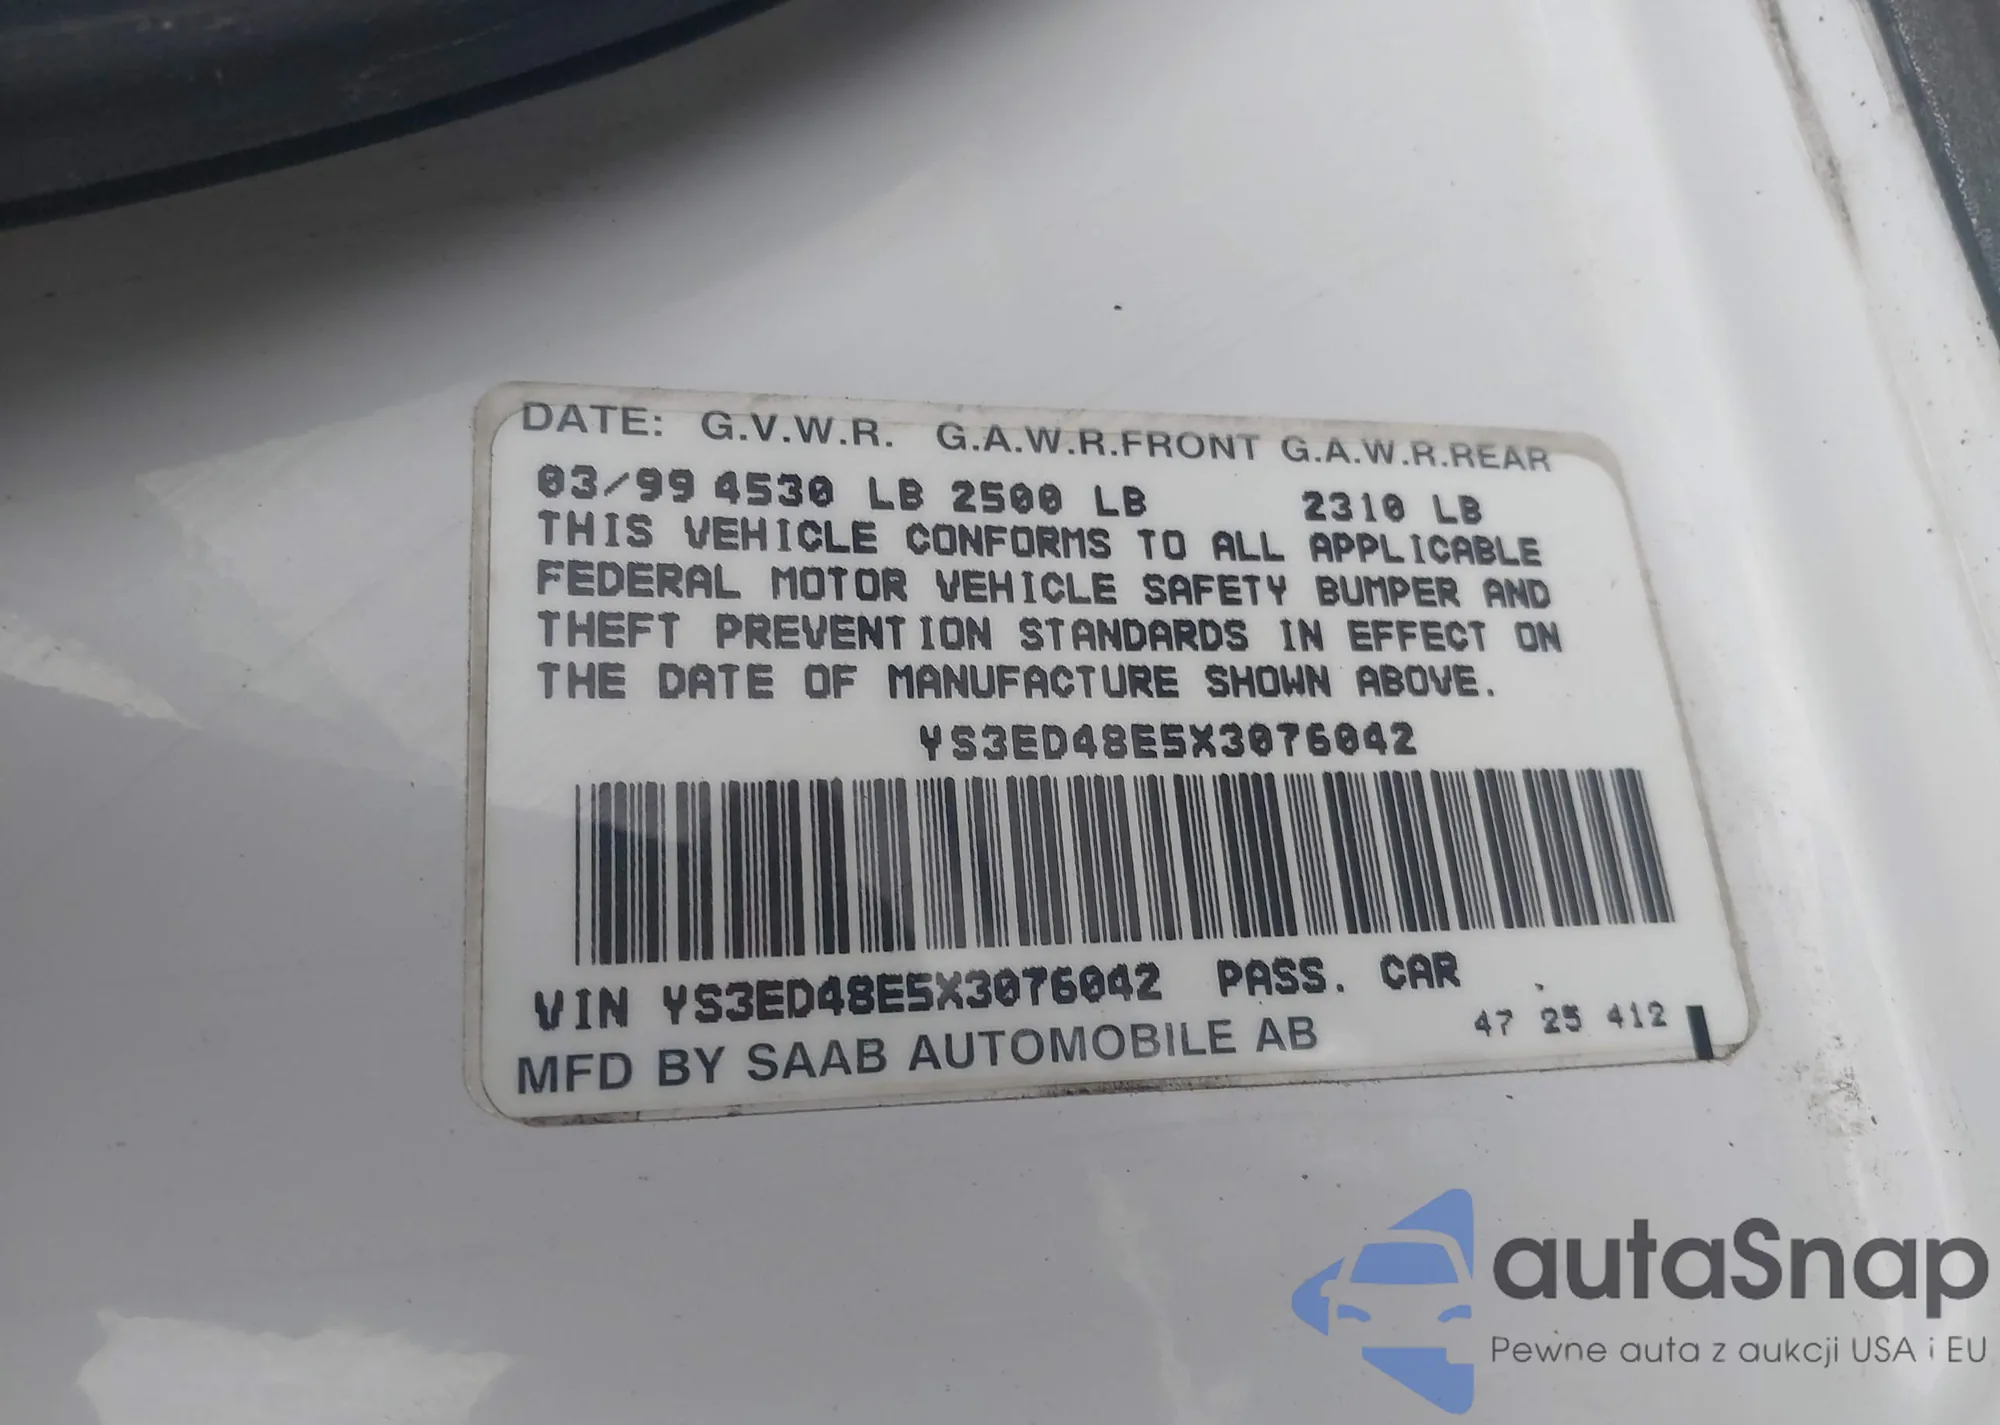 DATE: G.V.W.R. G.A.W.R.FRONT G.A.W.R.REAR
03/99 4530 LB 2500 LB 2310 LB
THIS VEHICLE CONFORMS TO ALL APPLICABLE
FEDERAL MOTOR VEHICLE SAFETY BUMPER AND
THEFT PREVENTION STANDARDS IN EFFECT ON
THE DATE OF MANUFACTURE SHOWN ABOVE.
YS3ED48E5X3076042
VIN YS3ED48E5X3076042 PASS. CAR
47 25 412
MFD BY SAAB AUTOMOBILE AB
autaSnap
Pewne auta z aukcji USA i EU